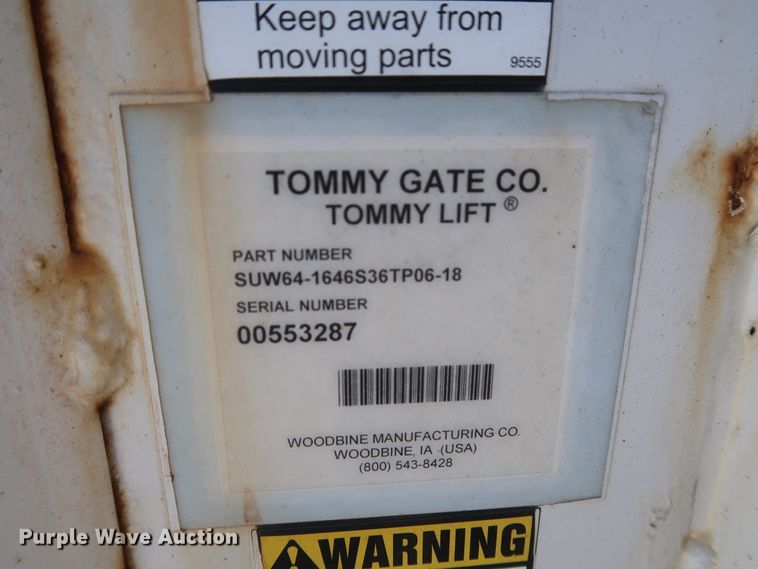 Keep away from
moving parts
9555
TOMMY GATE CO.
TOMMY LIFT ®
PART NUMBER
SUW64-1646S36TP06-18
SERIAL NUMBER
00553287
WOODBINE MANUFACTURING CO.
WOODBINE, IA (USA)
(800) 543-8428
WARNING
Purple Wave Auction